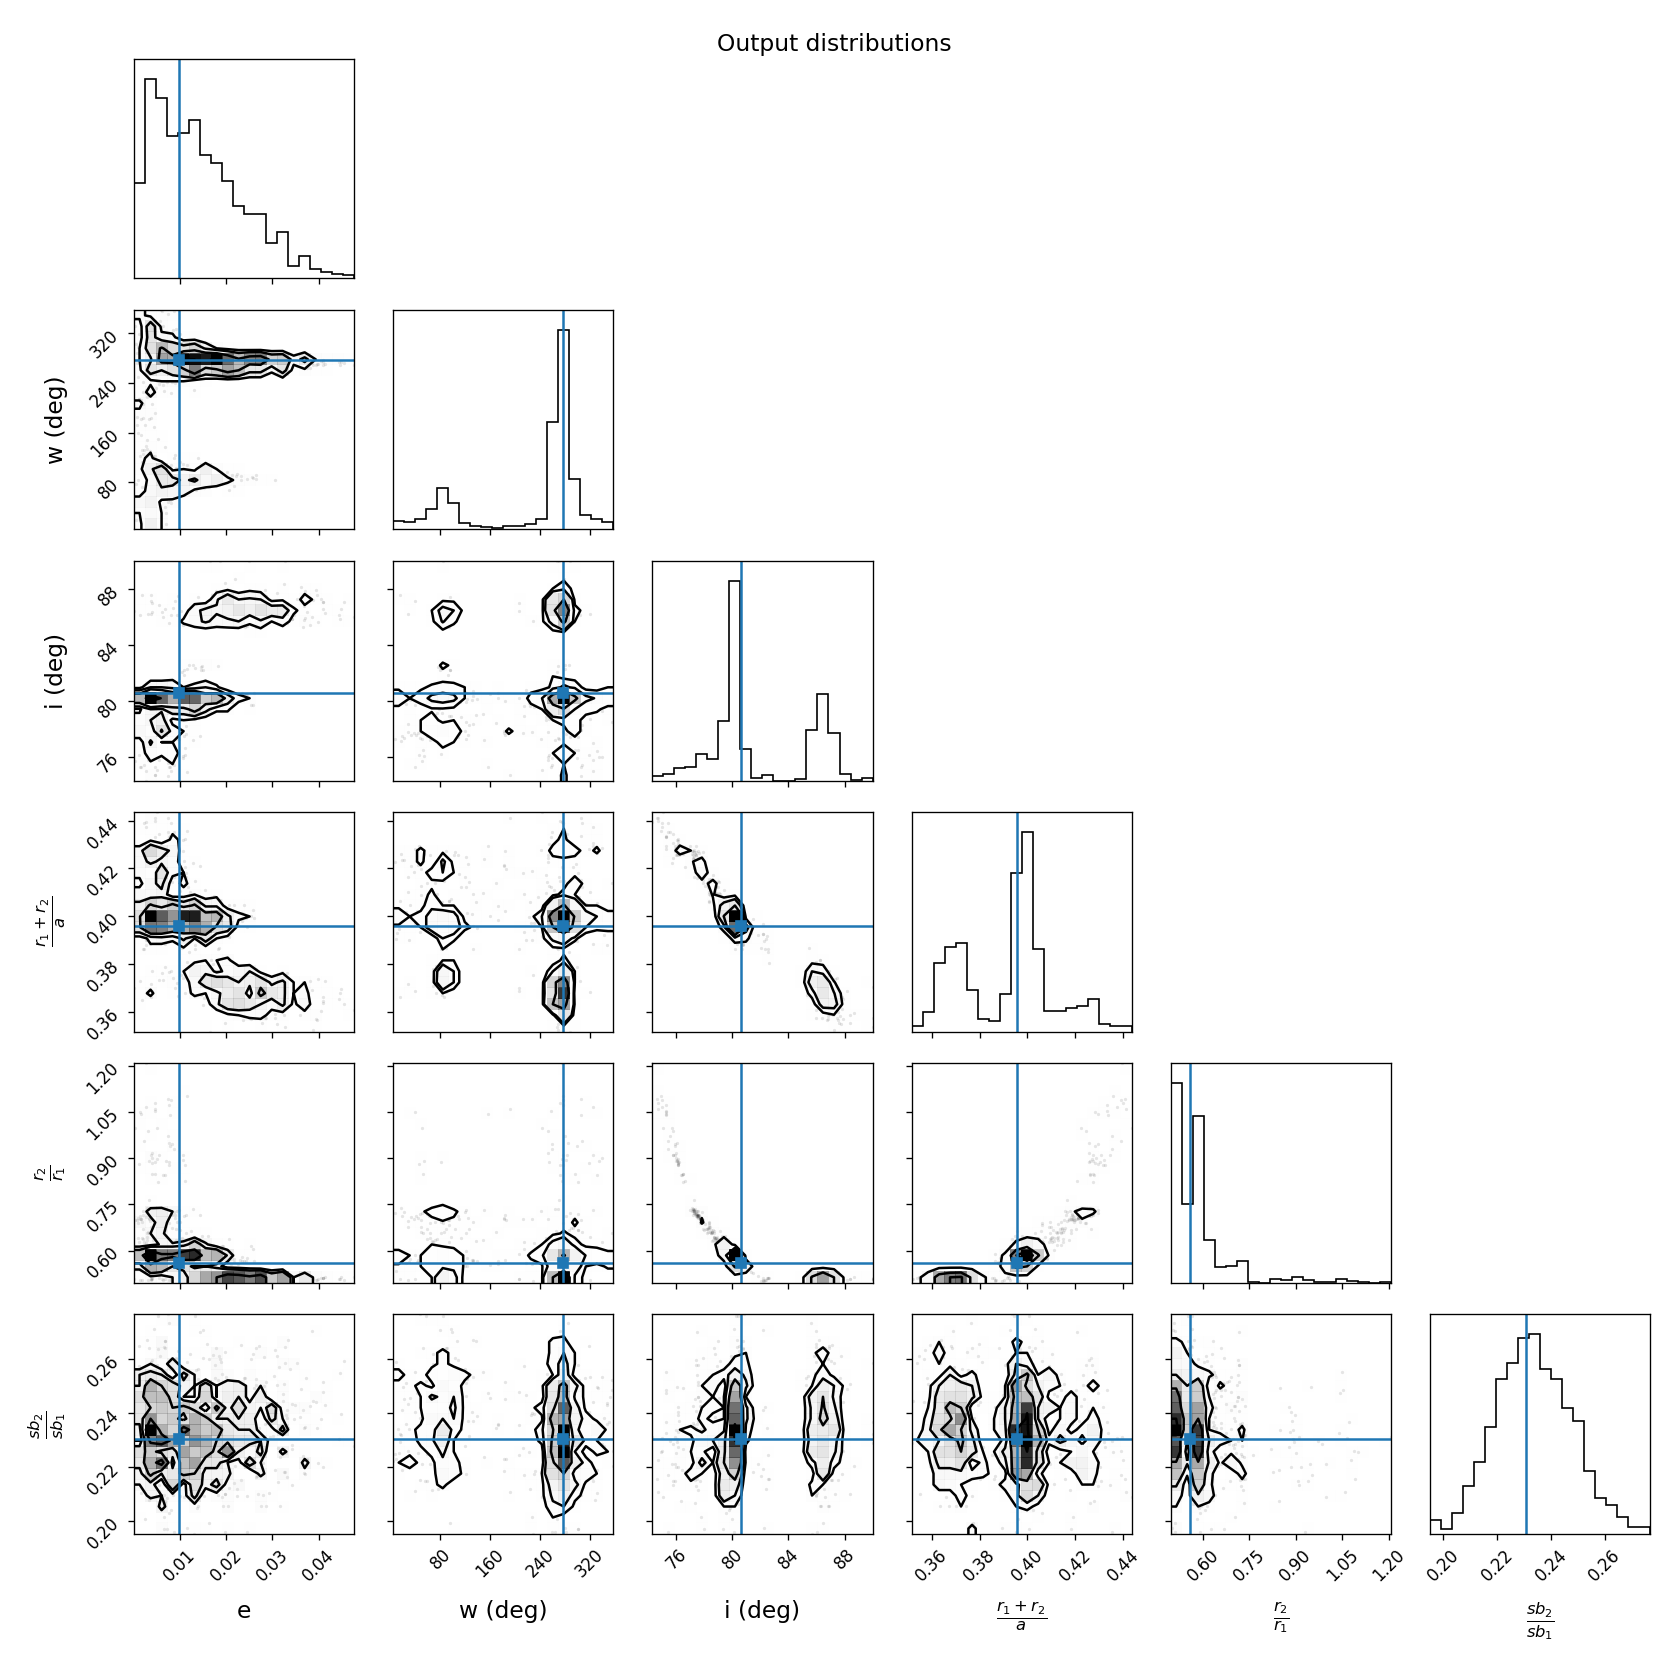 Output distributions
w (deg)
320
240
160
80
i (deg)
88
84
80
76
r₁ + r₂
a
0.44
0.42
0.40
0.38
0.36
r₂
r₁
1.20
1.05
0.90
0.75
0.60
sb₂
sb₁
0.26
0.24
0.22
0.20
0.01 0.02 0.03 0.04 80 160 240 320 76 80 84 88 0.36 0.38 0.40 0.42 0.44 0.60 0.75 0.90 1.05 1.20 0.20 0.22 0.24 0.26
e w (deg) i (deg) r₁ + r₂ r₂ sb₂
a r₁ sb₁